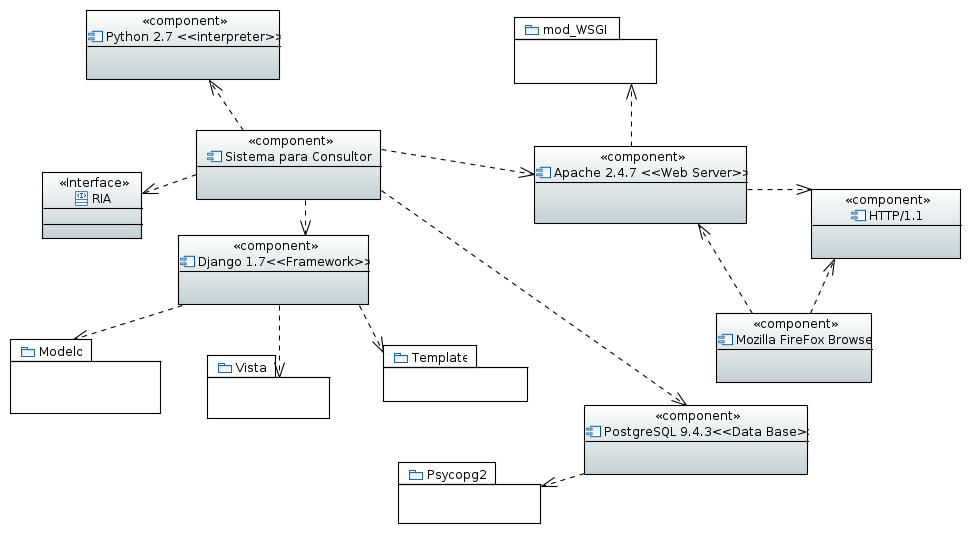 «component»
Python 2.7 <<interpreter>>
mod_WSGI
«component»
Sistema para Consultor
«component»
Apache 2.4.7 <<Web Server>>
«Interface»
RIA
«component»
HTTP/1.1
«component»
Django 1.7<<Framework>>
«component»
Mozilla FireFox Browse
Modelo
Vista
Template
«component»
PostgreSQL 9.4.3<<Data Base>>
Psycopg2